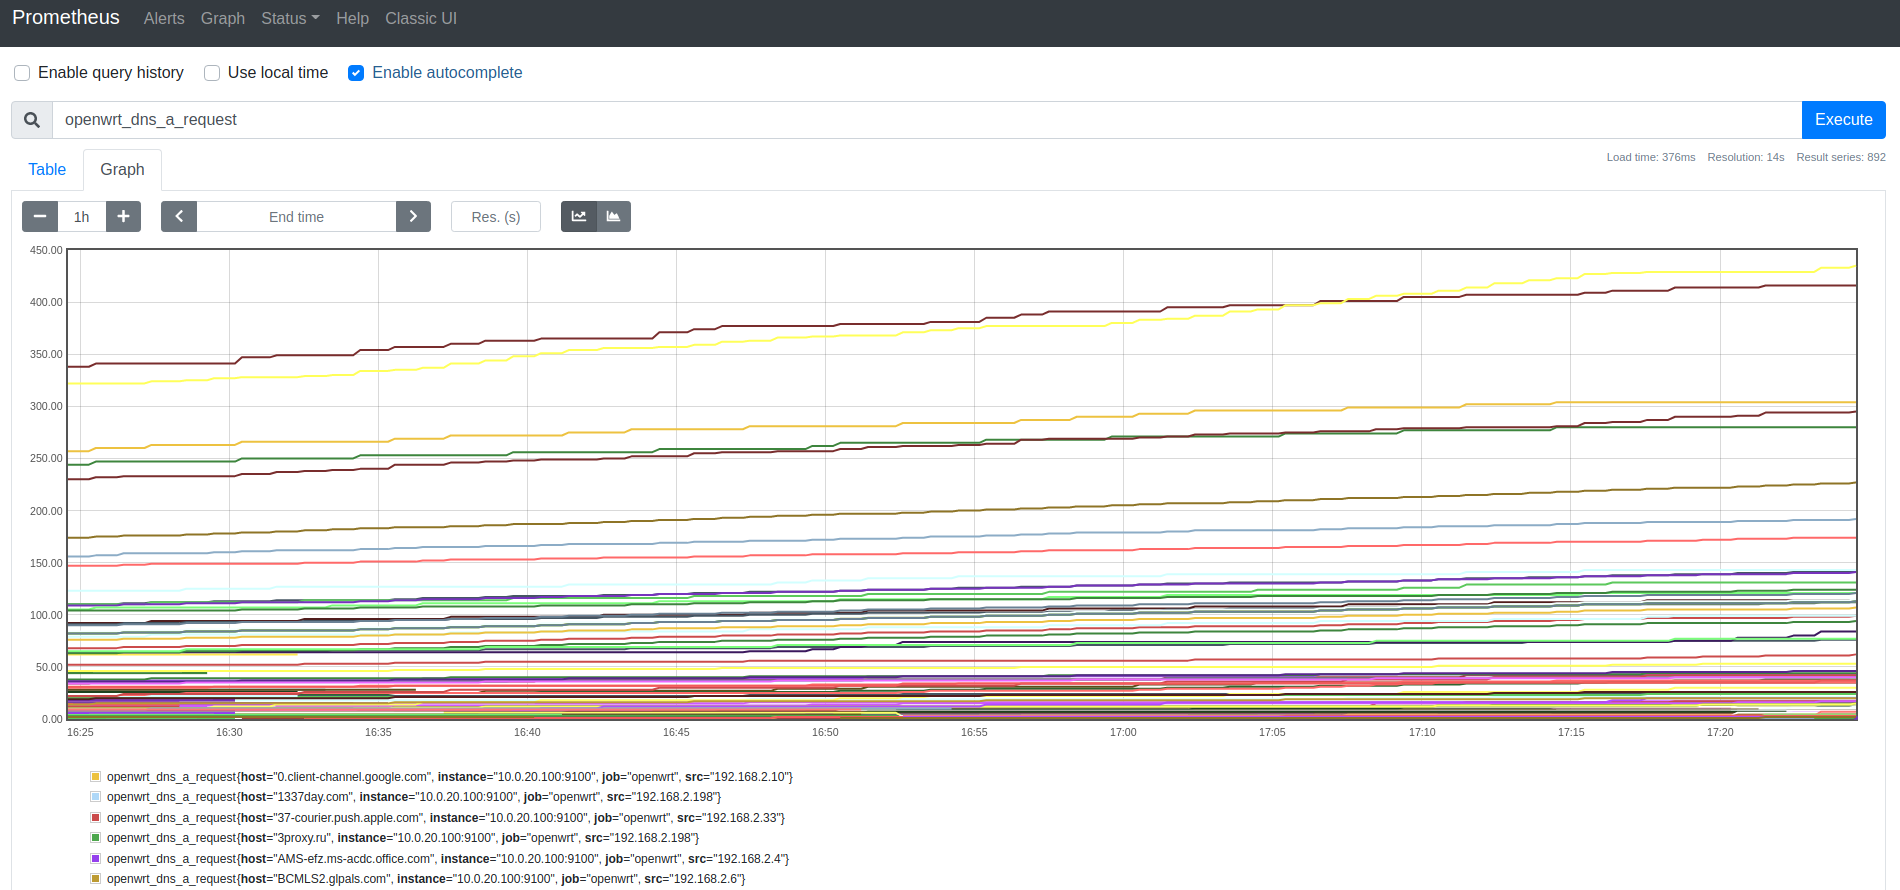 Prometheus Alerts Graph Status Help Classic UI
Enable query history Use local time Enable autocomplete
openwrt_dns_a_request Execute
Table Graph Load time: 376ms Resolution: 14s Result series: 892
1h End time Res. (s)
450.00
400.00
350.00
300.00
250.00
200.00
150.00
100.00
50.00
0.00
16:25 16:30 16:35 16:40 16:45 16:50 16:55 17:00 17:05 17:10 17:15 17:20
openwrt_dns_a_request{host="0.client-channel.google.com", instance="10.0.20.100:9100", job="openwrt", src="192.168.2.10"}
openwrt_dns_a_request{host="1337day.com", instance="10.0.20.100:9100", job="openwrt", src="192.168.2.198"}
openwrt_dns_a_request{host="37-courier.push.apple.com", instance="10.0.20.100:9100", job="openwrt", src="192.168.2.33"}
openwrt_dns_a_request{host="3proxy.ru", instance="10.0.20.100:9100", job="openwrt", src="192.168.2.198"}
openwrt_dns_a_request{host="AMS-efz.ms-acdc.office.com", instance="10.0.20.100:9100", job="openwrt", src="192.168.2.4"}
openwrt_dns_a_request{host="BCMLS2.glpals.com", instance="10.0.20.100:9100", job="openwrt", src="192.168.2.6"}